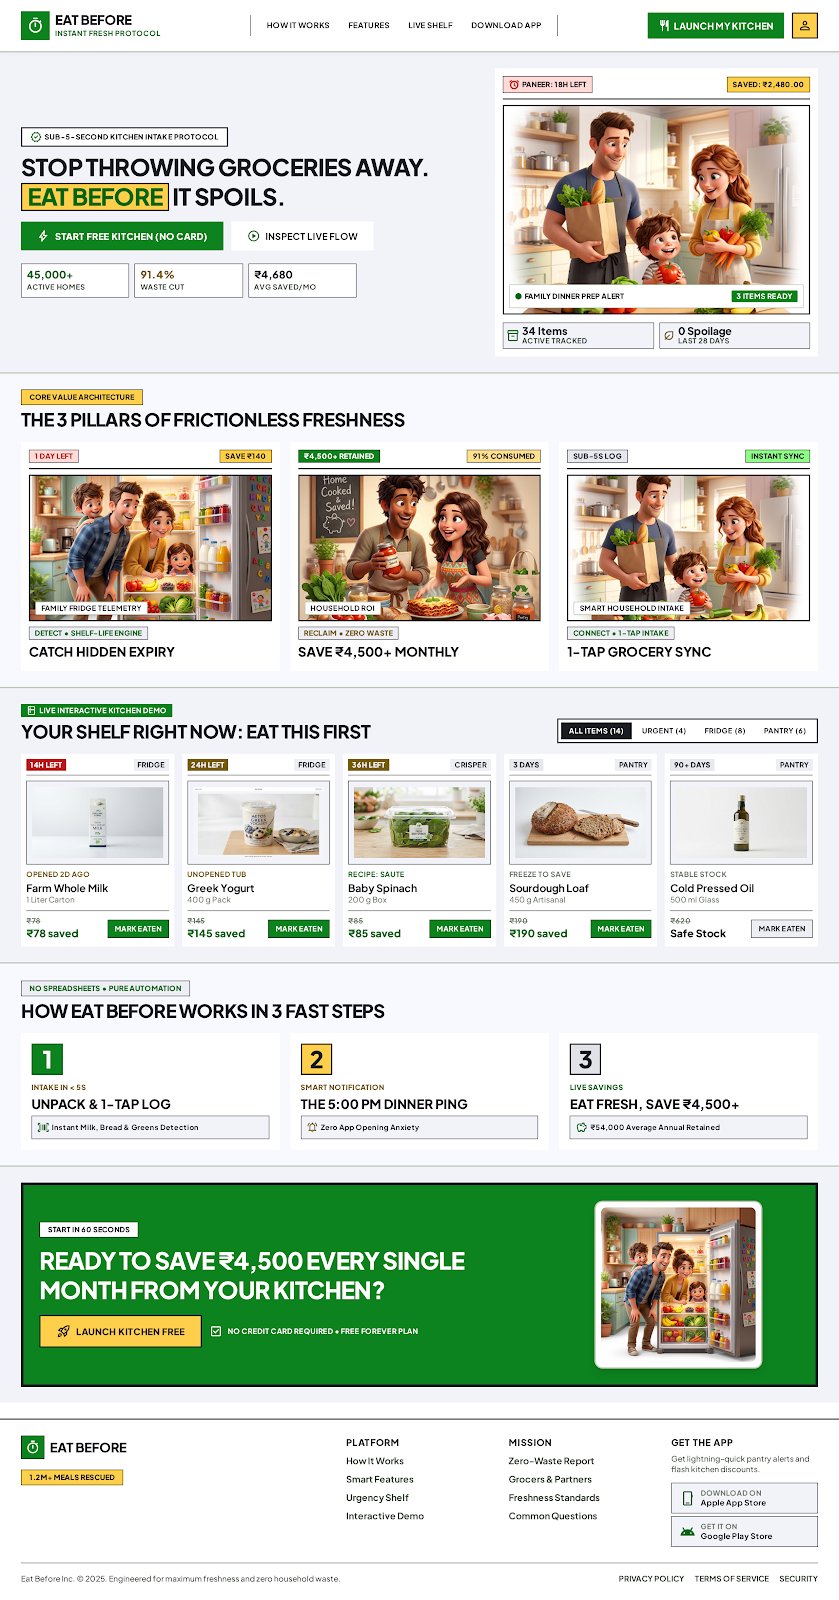 EAT BEFORE
INSTANT FRESH PROTOCOL
HOW IT WORKS
FEATURES
LIVE SHELF
DOWNLOAD APP
LAUNCH MY KITCHEN
SUB-5-SECOND KITCHEN INTAKE PROTOCOL
STOP THROWING GROCERIES AWAY.
EAT BEFORE IT SPOILS.
START FREE KITCHEN (NO CARD)
INSPECT LIVE FLOW
45,000+
ACTIVE HOMES
91.4%
WASTE CUT
₹4,680
AVG SAVED/MO
PANEER: 18H LEFT
SAVED: ₹2,480.00
FAMILY DINNER PREP ALERT
3 ITEMS READY
34 Items
ACTIVE TRACKED
0 Spoilage
LAST 28 DAYS
CORE VALUE ARCHITECTURE
THE 3 PILLARS OF FRICTIONLESS FRESHNESS
1 DAY LEFT
SAVE ₹140
FAMILY FRIDGE TELEMETRY
DETECT • SHELF-LIFE ENGINE
CATCH HIDDEN EXPIRY
₹4,500+ RETAINED
91% CONSUMED
Home
Cooked
&
Saved!
HOUSEHOLD ROI
RECLAIM • ZERO WASTE
SAVE ₹4,500+ MONTHLY
SUB-5S LOG
INSTANT SYNC
SMART HOUSEHOLD INTAKE
CONNECT • 1-TAP INTAKE
1-TAP GROCERY SYNC
LIVE INTERACTIVE KITCHEN DEMO
YOUR SHELF RIGHT NOW: EAT THIS FIRST
ALL ITEMS (14)
URGENT (4)
FRIDGE (8)
PANTRY (6)
14H LEFT
FRIDGE
MILK
OPENED 2D AGO
Farm Whole Milk
1 Liter Carton
₹78
₹78 saved
MARK EATEN
24H LEFT
FRIDGE
GREEK
UNOPENED TUB
Greek Yogurt
400 g Pack
₹145
₹145 saved
MARK EATEN
36H LEFT
CRISPER
RECIPE: SAUTE
Baby Spinach
200 g Box
₹85
₹85 saved
MARK EATEN
3 DAYS
PANTRY
FREEZE TO SAVE
Sourdough Loaf
450 g Artisanal
₹190
₹190 saved
MARK EATEN
90+ DAYS
PANTRY
STABLE STOCK
Cold Pressed Oil
500 ml Glass
₹620
Safe Stock
MARK EATEN
NO SPREADSHEETS • PURE AUTOMATION
HOW EAT BEFORE WORKS IN 3 FAST STEPS
1
INTAKE IN < 5S
UNPACK & 1-TAP LOG
Instant Milk, Bread & Greens Detection
2
SMART NOTIFICATION
THE 5:00 PM DINNER PING
Zero App Opening Anxiety
3
LIVE SAVINGS
EAT FRESH, SAVE ₹4,500+
₹54,000 Average Annual Retained
START IN 60 SECONDS
READY TO SAVE ₹4,500 EVERY SINGLE
MONTH FROM YOUR KITCHEN?
LAUNCH KITCHEN FREE
NO CREDIT CARD REQUIRED • FREE FOREVER PLAN
EAT BEFORE
1.2M+ MEALS RESCUED
PLATFORM
How It Works
Smart Features
Urgency Shelf
Interactive Demo
MISSION
Zero-Waste Report
Grocers & Partners
Freshness Standards
Common Questions
GET THE APP
Get lightning-quick pantry alerts and
flash kitchen discounts.
DOWNLOAD ON
Apple App Store
GET IT ON
Google Play Store
Eat Before Inc. © 2025. Engineered for maximum freshness and zero household waste.
PRIVACY POLICY
TERMS OF SERVICE
SECURITY